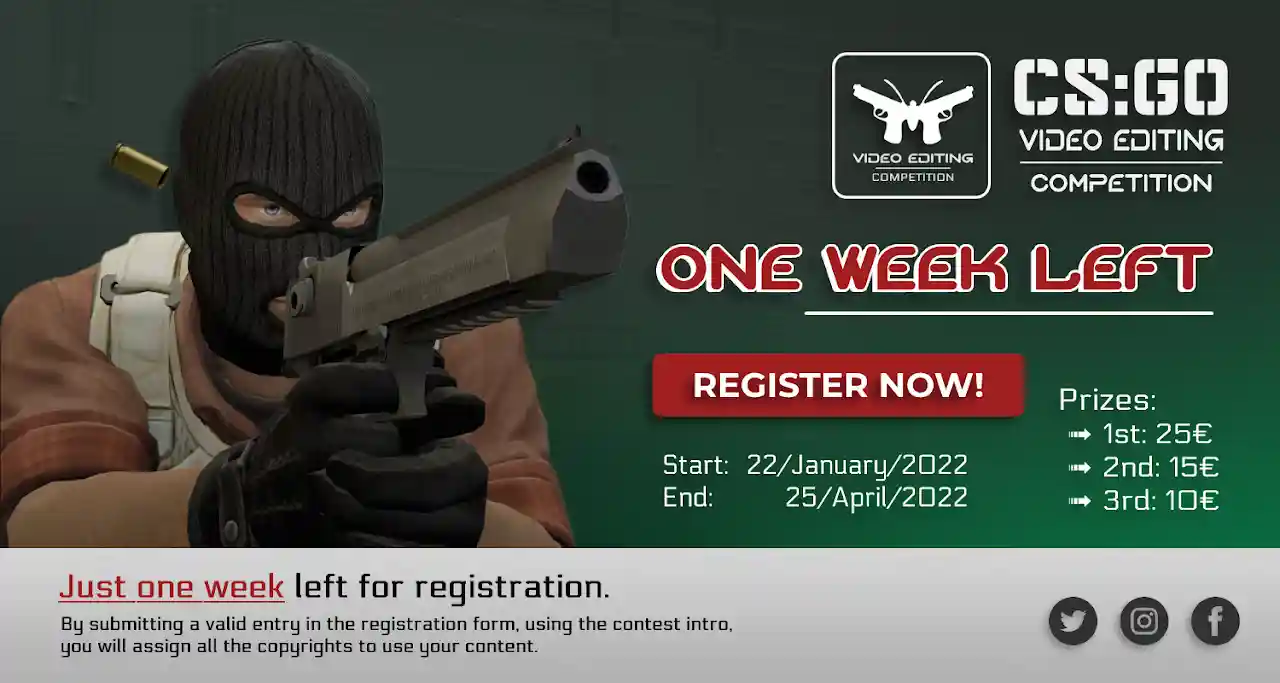 VIDEO EDITING
COMPETITION
CS:GO
VIDEO EDITING
COMPETITION
ONE WEEK LEFT
REGISTER NOW!
Start: 22/January/2022
End: 25/April/2022
Prizes:
➟ 1st: 25€
➟ 2nd: 15€
➟ 3rd: 10€
Just one week left for registration.
By submitting a valid entry in the registration form, using the contest intro,
you will assign all the copyrights to use your content.